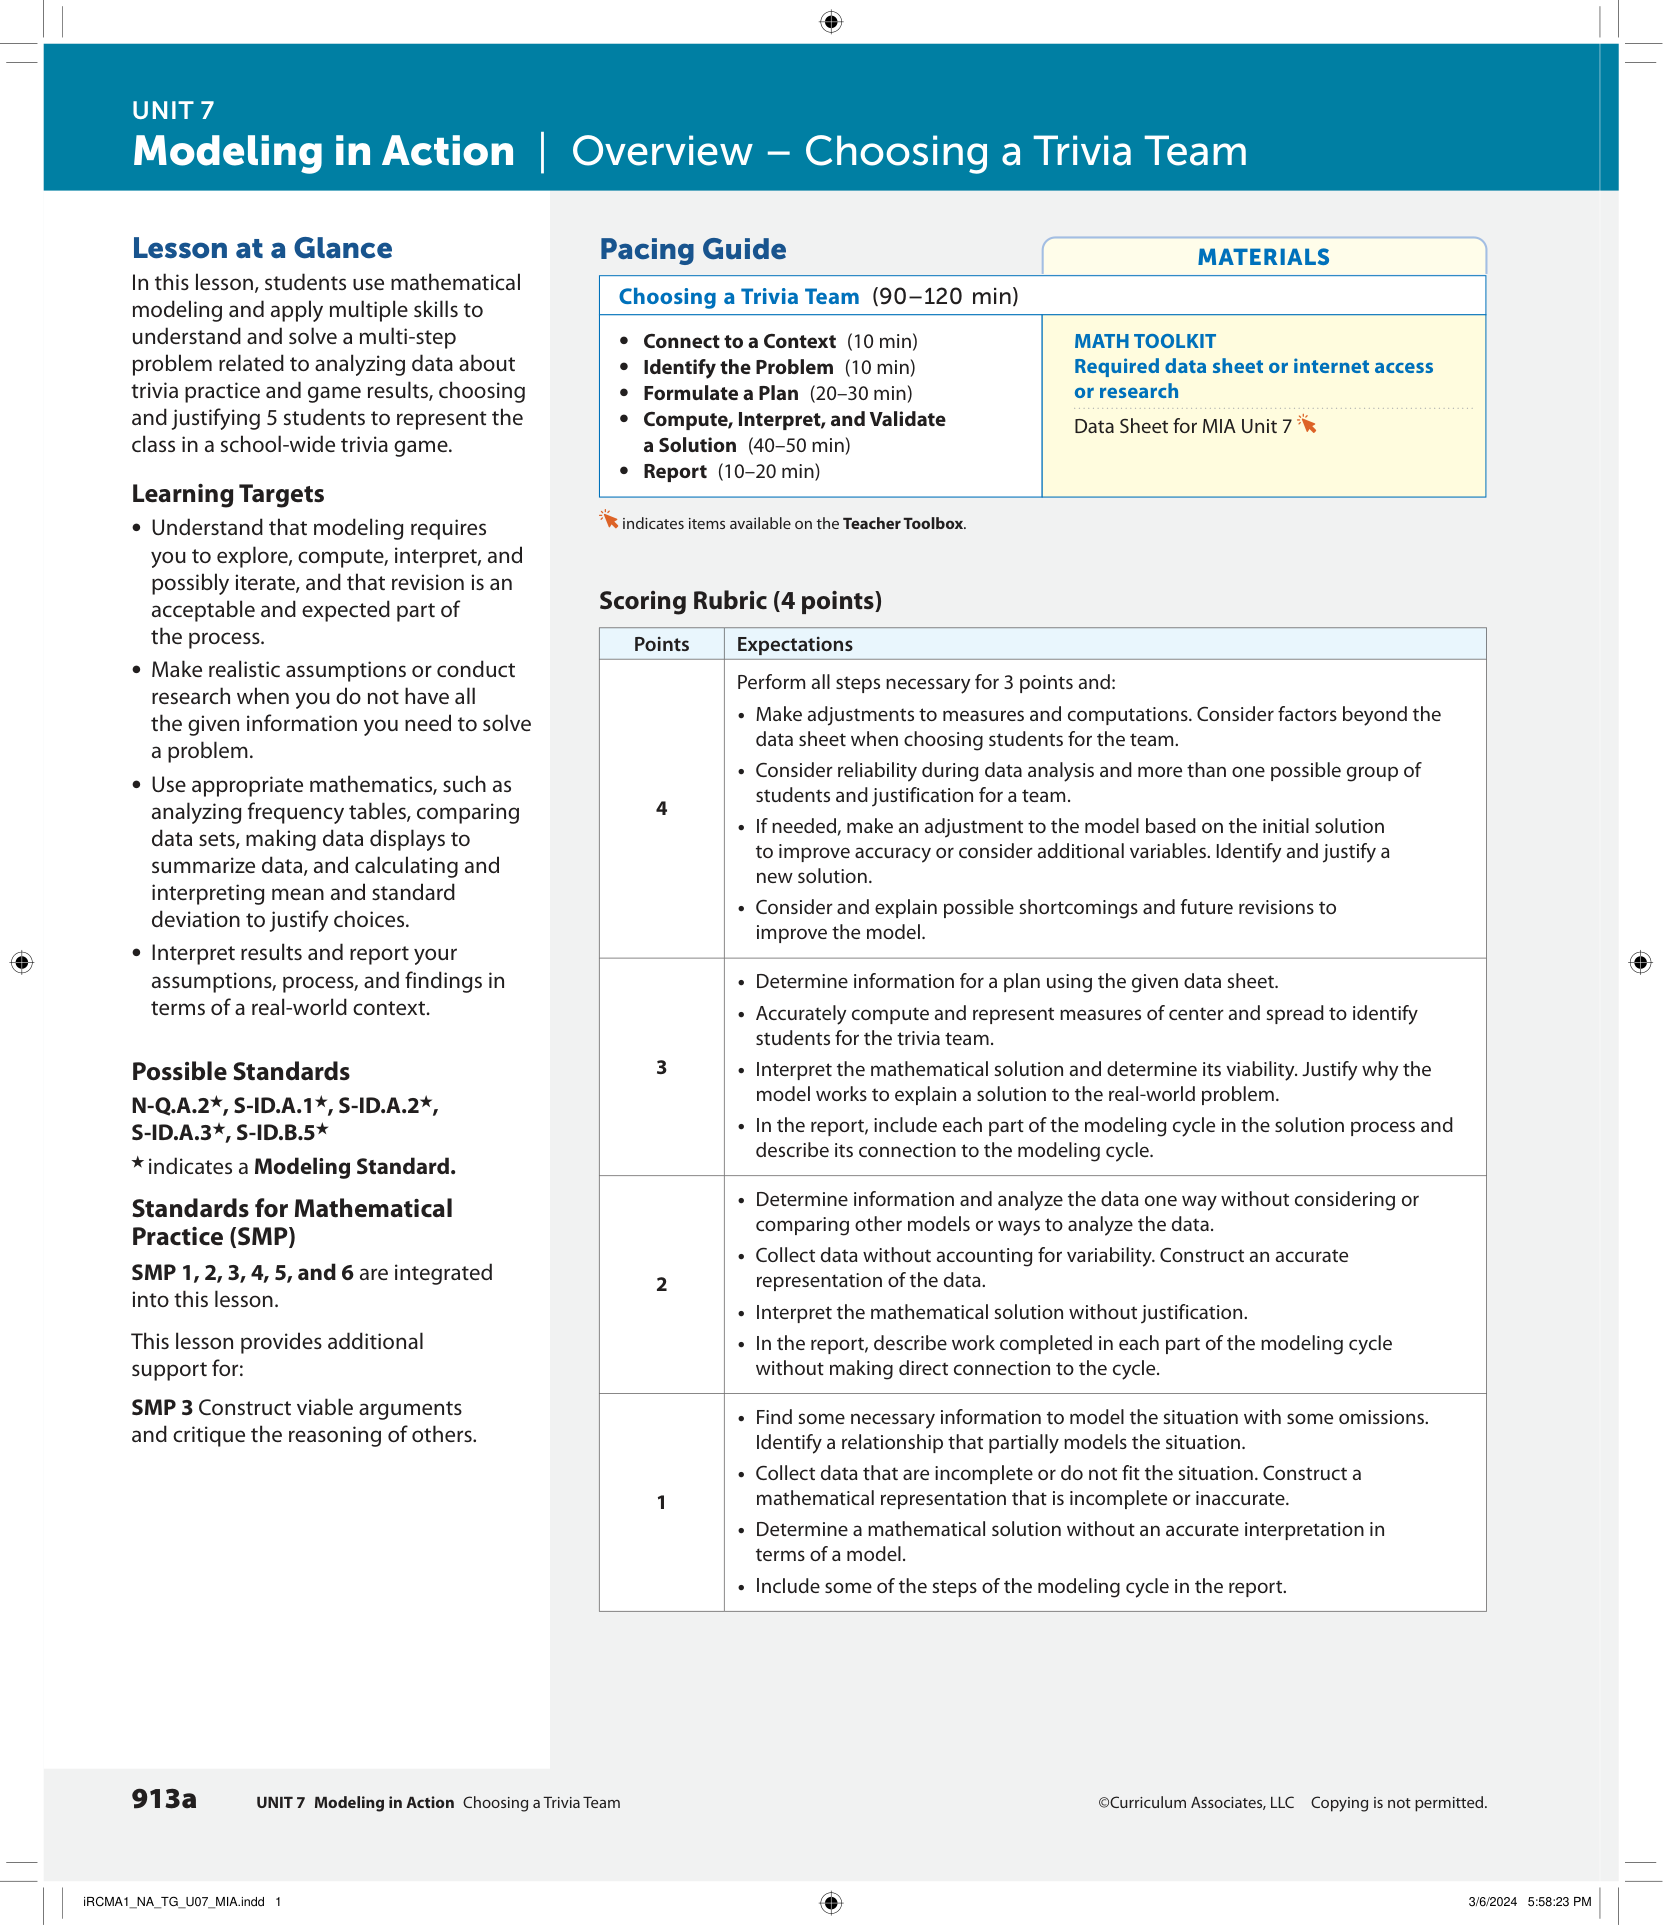 UNIT 7
Modeling in Action | Overview – Choosing a Trivia Team
Lesson at a Glance
In this lesson, students use mathematical
modeling and apply multiple skills to
understand and solve a multi-step
problem related to analyzing data about
trivia practice and game results, choosing
and justifying 5 students to represent the
class in a school-wide trivia game.
Learning Targets
• Understand that modeling requires
you to explore, compute, interpret, and
possibly iterate, and that revision is an
acceptable and expected part of
the process.
• Make realistic assumptions or conduct
research when you do not have all
the given information you need to solve
a problem.
• Use appropriate mathematics, such as
analyzing frequency tables, comparing
data sets, making data displays to
summarize data, and calculating and
interpreting mean and standard
deviation to justify choices.
• Interpret results and report your
assumptions, process, and findings in
terms of a real-world context.
Possible Standards
N-Q.A.2★, S-ID.A.1★, S-ID.A.2★,
S-ID.A.3★, S-ID.B.5★
★ indicates a Modeling Standard.
Standards for Mathematical
Practice (SMP)
SMP 1, 2, 3, 4, 5, and 6 are integrated
into this lesson.
This lesson provides additional
support for:
SMP 3 Construct viable arguments
and critique the reasoning of others.
Pacing Guide
MATERIALS
Choosing a Trivia Team (90–120 min)
• Connect to a Context (10 min)
• Identify the Problem (10 min)
• Formulate a Plan (20–30 min)
• Compute, Interpret, and Validate
a Solution (40–50 min)
• Report (10–20 min)
MATH TOOLKIT
Required data sheet or internet access
or research
Data Sheet for MIA Unit 7
indicates items available on the Teacher Toolbox.
Scoring Rubric (4 points)
Points Expectations
4
Perform all steps necessary for 3 points and:
• Make adjustments to measures and computations. Consider factors beyond the
data sheet when choosing students for the team.
• Consider reliability during data analysis and more than one possible group of
students and justification for a team.
• If needed, make an adjustment to the model based on the initial solution
to improve accuracy or consider additional variables. Identify and justify a
new solution.
• Consider and explain possible shortcomings and future revisions to
improve the model.
3
• Determine information for a plan using the given data sheet.
• Accurately compute and represent measures of center and spread to identify
students for the trivia team.
• Interpret the mathematical solution and determine its viability. Justify why the
model works to explain a solution to the real-world problem.
• In the report, include each part of the modeling cycle in the solution process and
describe its connection to the modeling cycle.
2
• Determine information and analyze the data one way without considering or
comparing other models or ways to analyze the data.
• Collect data without accounting for variability. Construct an accurate
representation of the data.
• Interpret the mathematical solution without justification.
• In the report, describe work completed in each part of the modeling cycle
without making direct connection to the cycle.
1
• Find some necessary information to model the situation with some omissions.
Identify a relationship that partially models the situation.
• Collect data that are incomplete or do not fit the situation. Construct a
mathematical representation that is incomplete or inaccurate.
• Determine a mathematical solution without an accurate interpretation in
terms of a model.
• Include some of the steps of the modeling cycle in the report.
913a UNIT 7 Modeling in Action Choosing a Trivia Team ©Curriculum Associates, LLC Copying is not permitted.
iRCMA1_NA_TG_U07_MIA.indd 1 3/6/2024 5:58:23 PM